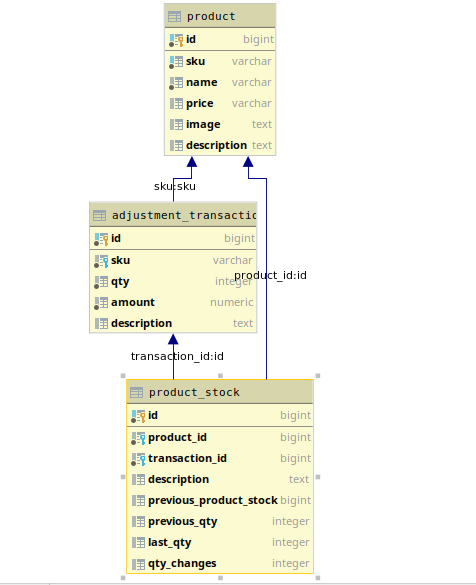 product
id bigint
sku varchar
name varchar
price varchar
image text
description text
sku:sku
adjustment_transactio
id bigint
sku varchar
qty integer
product_id:id
amount numeric
description text
transaction_id:id
product_stock
id bigint
product_id bigint
transaction_id bigint
description text
previous_product_stock bigint
previous_qty integer
last_qty integer
qty_changes integer